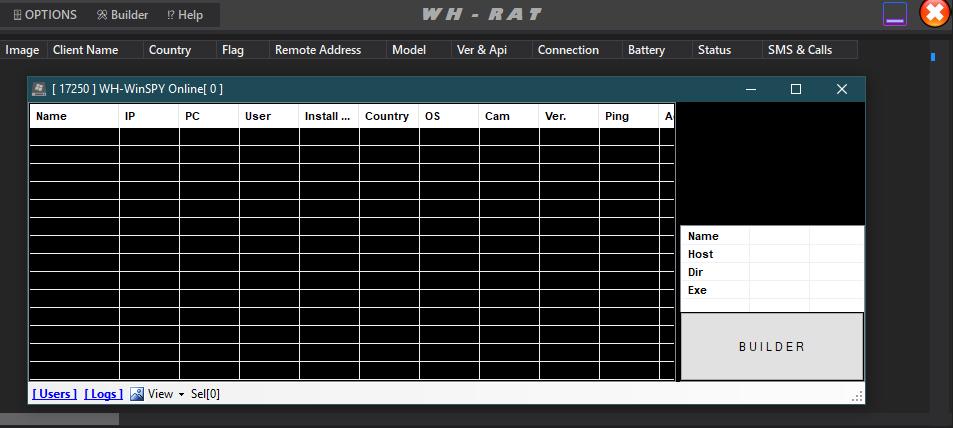 OPTIONS Builder Help WH - RAT
Image Client Name Country Flag Remote Address Model Ver & Api Connection Battery Status SMS & Calls
[ 17250 ] WH-WinSPY Online[ 0 ]
Name IP PC User Install ... Country OS Cam Ver. Ping
Name
Host
Dir
Exe
BUILDER
[ Users ] [ Logs ] View Sel[0]